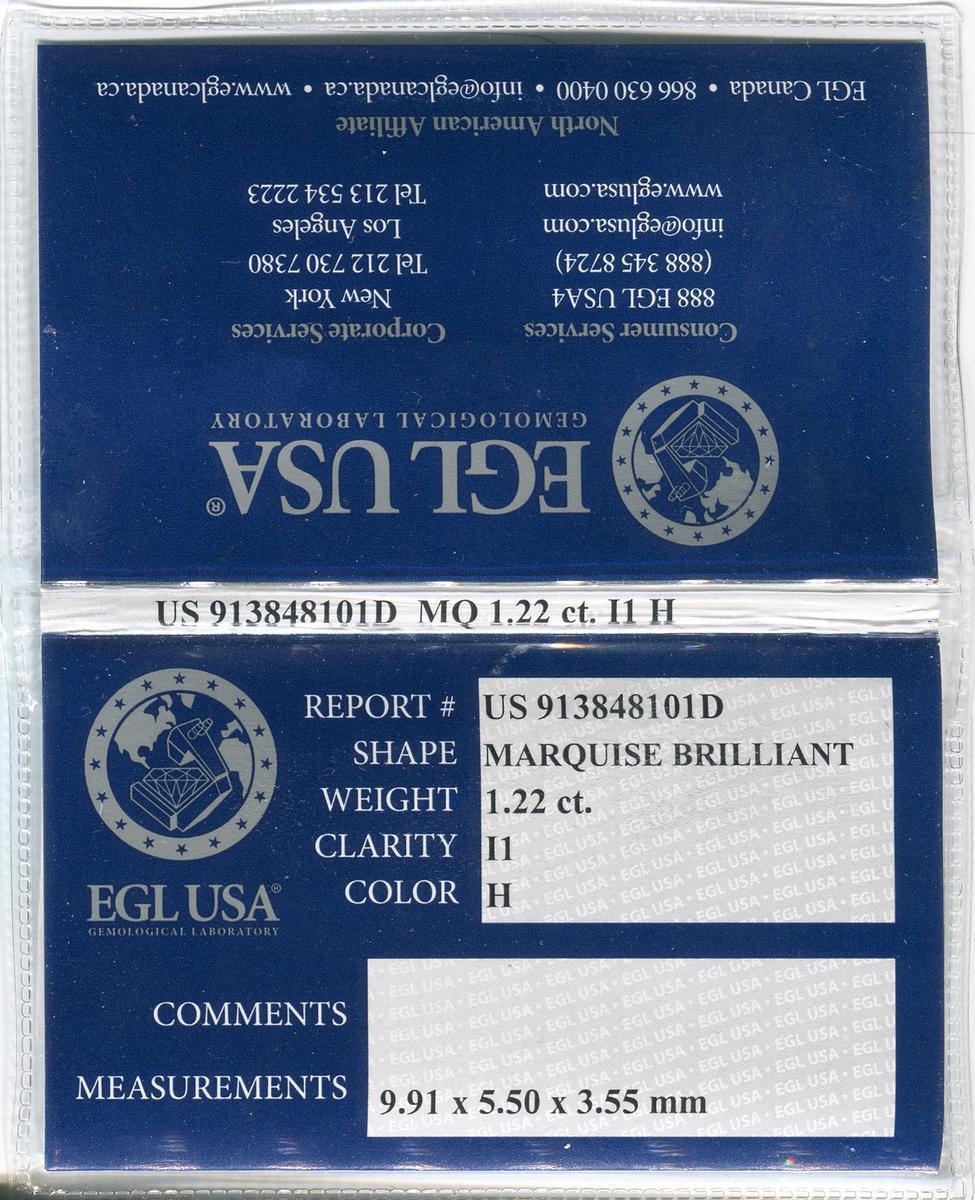 EGL USA®
GEMOLOGICAL LABORATORY
Consumer Services
888 EGL USA4
(888 345 8724)
info@eglusa.com
www.eglusa.com
Corporate Services
New York
Tel 212 730 7380
Los Angeles
Tel 213 534 2223
North American Affiliate
EGL Canada • 866 630 0400 • info@eglcanada.ca • www.eglcanada.ca
US 913848101D MQ 1.22 ct. I1 H
EGL USA®
GEMOLOGICAL LABORATORY
REPORT # US 913848101D
SHAPE MARQUISE BRILLIANT
WEIGHT 1.22 ct.
CLARITY I1
COLOR H
COMMENTS
MEASUREMENTS 9.91 x 5.50 x 3.55 mm